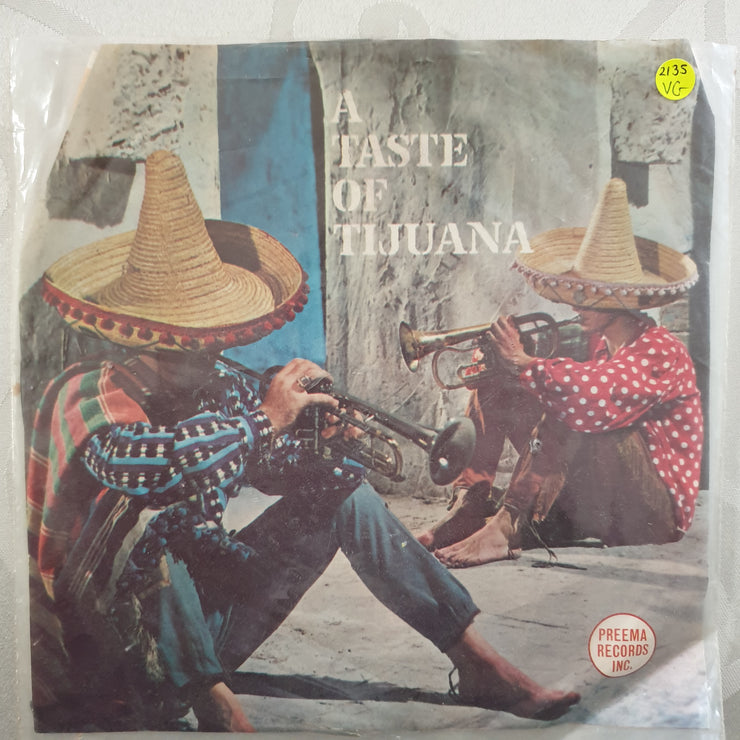 2135
VG
A
TASTE
OF
TIJUANA
PREEMA
RECORDS
INC.